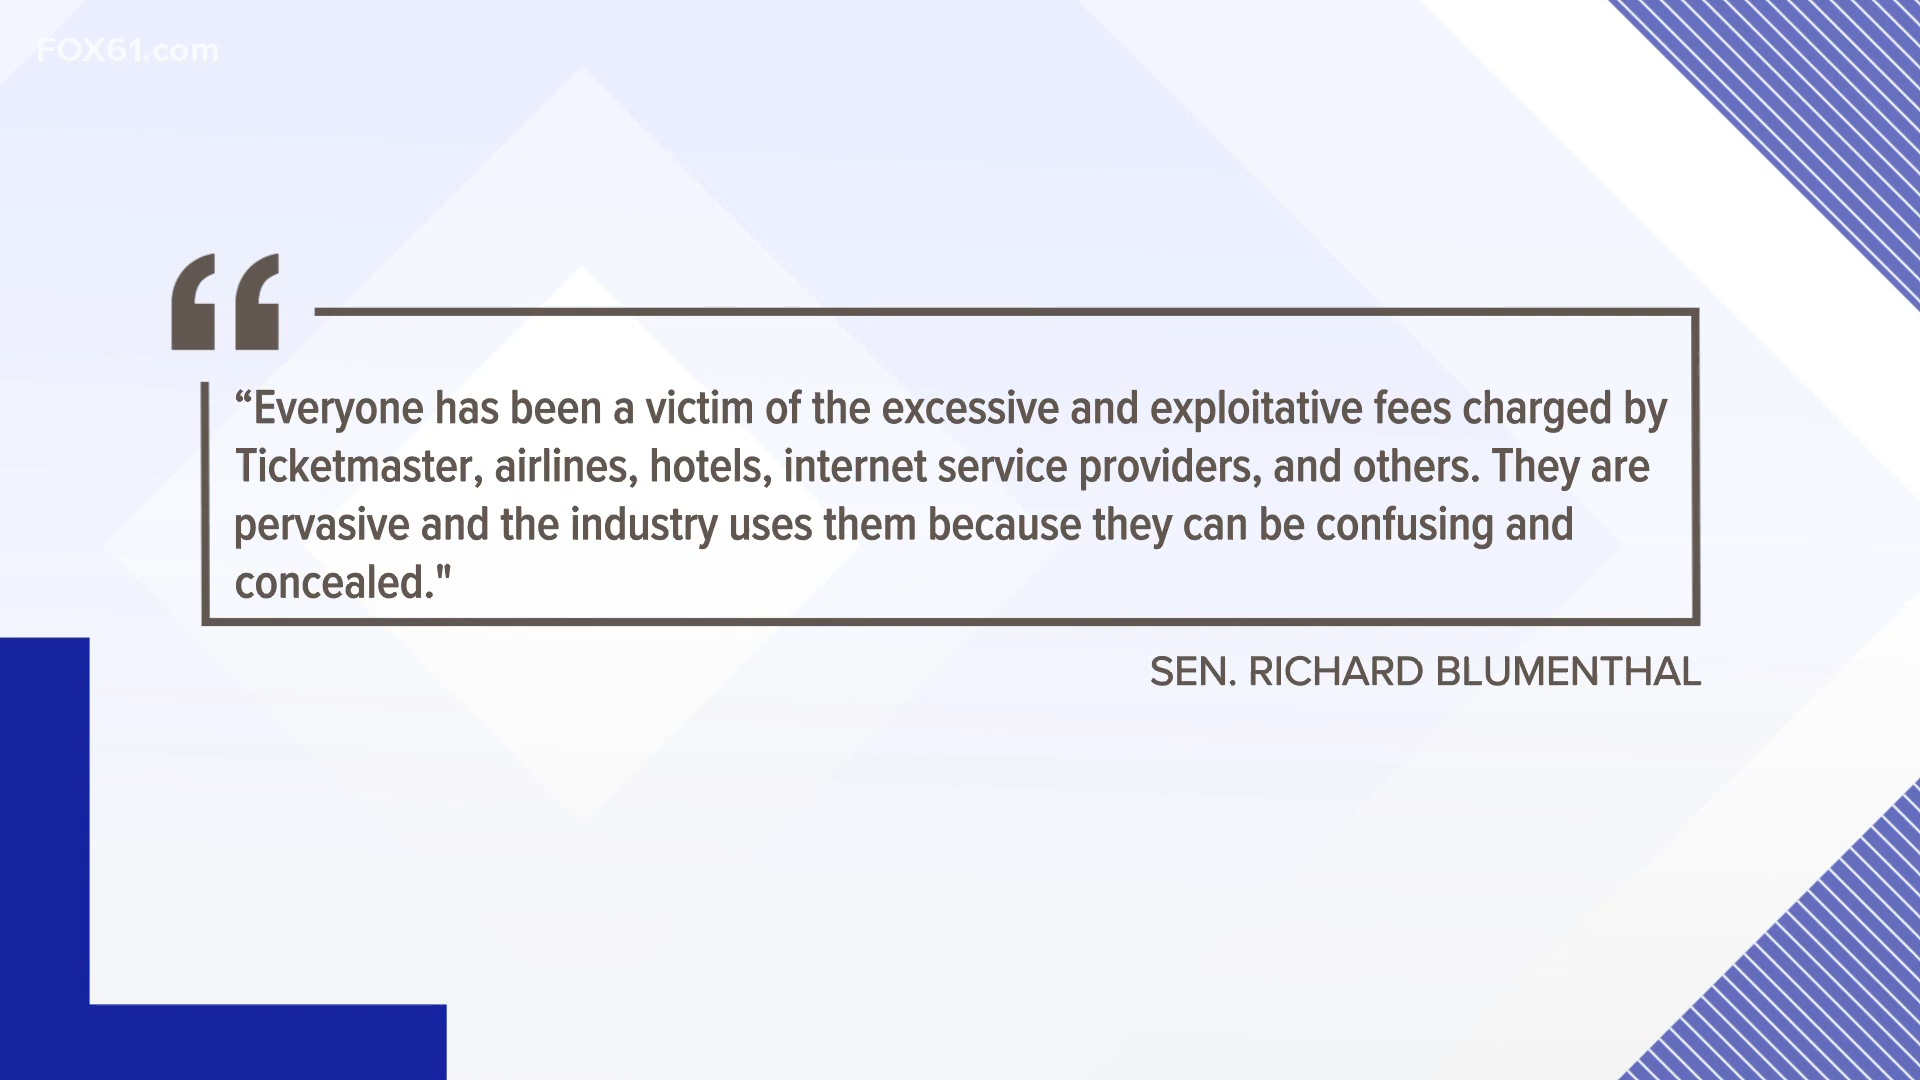 FOX61.com
“Everyone has been a victim of the excessive and exploitative fees charged by
Ticketmaster, airlines, hotels, internet service providers, and others. They are
pervasive and the industry uses them because they can be confusing and
concealed."
SEN. RICHARD BLUMENTHAL